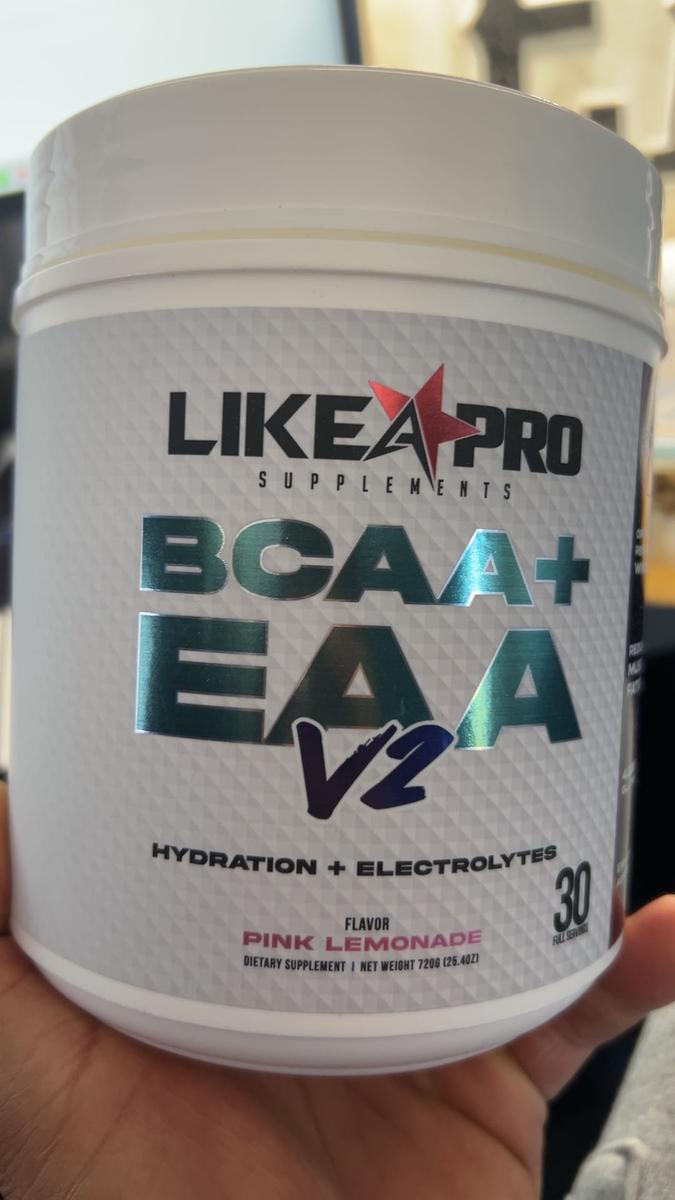 LIKE A PRO
SUPPLEMENTS
BCAA+
EAA
V2
HYDRATION + ELECTROLYTES
30
FULL SERVINGS
FLAVOR
PINK LEMONADE
DIETARY SUPPLEMENT | NET WEIGHT 720G (25.4OZ)